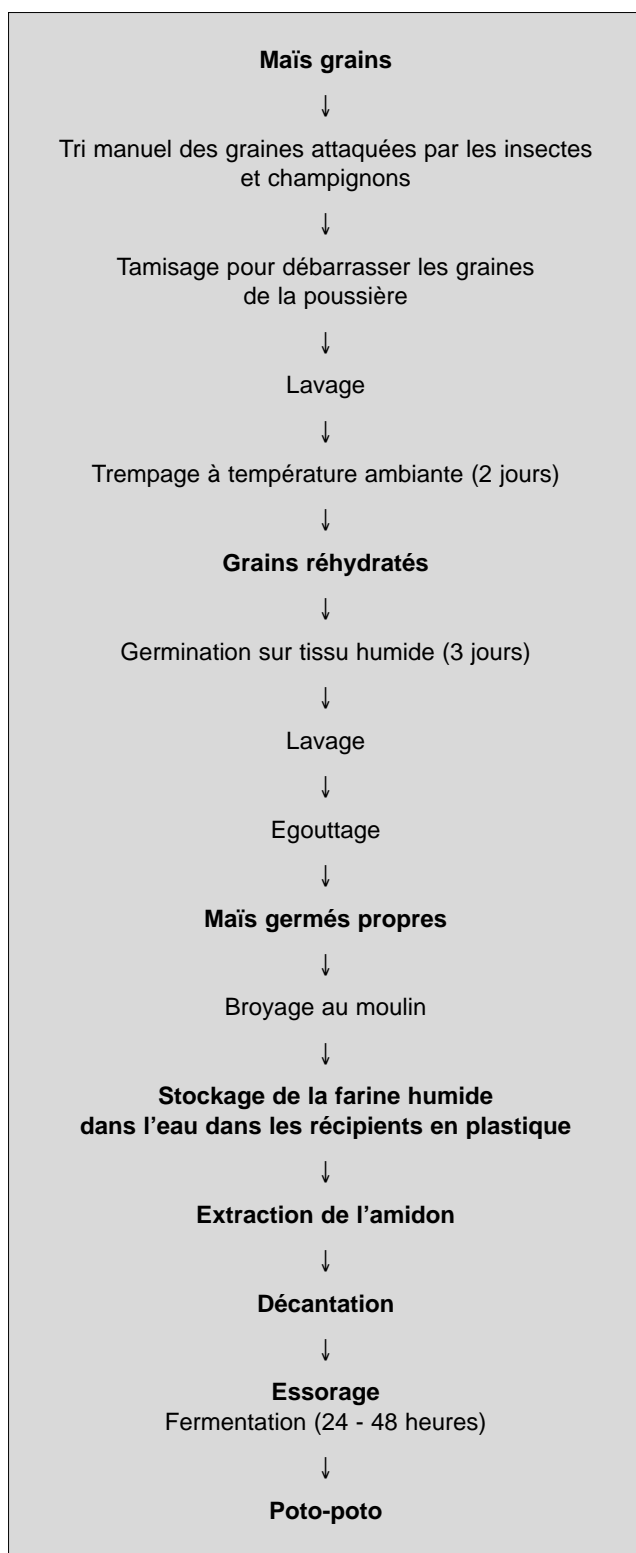 Maïs grains
↓
Tri manuel des graines attaquées par les insectes
et champignons
↓
Tamisage pour débarrasser les graines
de la poussière
↓
Lavage
↓
Trempage à température ambiante (2 jours)
↓
Grains réhydratés
↓
Germination sur tissu humide (3 jours)
↓
Lavage
↓
Egouttage
↓
Maïs germés propres
↓
Broyage au moulin
↓
Stockage de la farine humide
dans l'eau dans les récipients en plastique
↓
Extraction de l'amidon
↓
Décantation
↓
Essorage
Fermentation (24 - 48 heures)
↓
Poto-poto